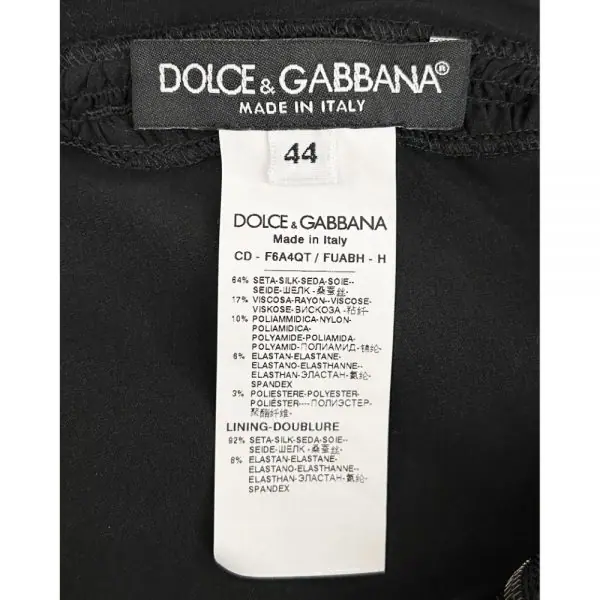 DOLCE & GABBANA®
MADE IN ITALY
44
DOLCE & GABBANA
Made in Italy
CD - F6A4QT / FUABH - H
64% SETA-SILK-SEDA-SOIE--
SEIDE-ШЕЛК-桑蚕丝-
17% VISCOSA-RAYON--VISCOSE-
VISKOSE-ВИСКОЗА-粘纤-
10% POLIAMMIDICA-NYLON-
POLIAMIDICA-
POLYAMIDE-POLIAMIDA-
POLYAMID-ПОЛИАМИД-锦纶-
6% ELASTAN-ELASTANE-
ELASTANO-ELASTHANNE--
ELASTHAN-ЭЛАСТАН-氨纶-
SPANDEX
3% POLIESTERE-POLYESTER-
POLIÉSTER----ПОЛИЭСТЕР-
聚酯纤维-
LINING-DOUBLURE
92% SETA-SILK-SEDA-SOIE--
SEIDE-ШЕЛК-桑蚕丝-
8% ELASTAN-ELASTANE-
ELASTANO-ELASTHANNE--
ELASTHAN-ЭЛАСТАН-氨纶-
SPANDEX